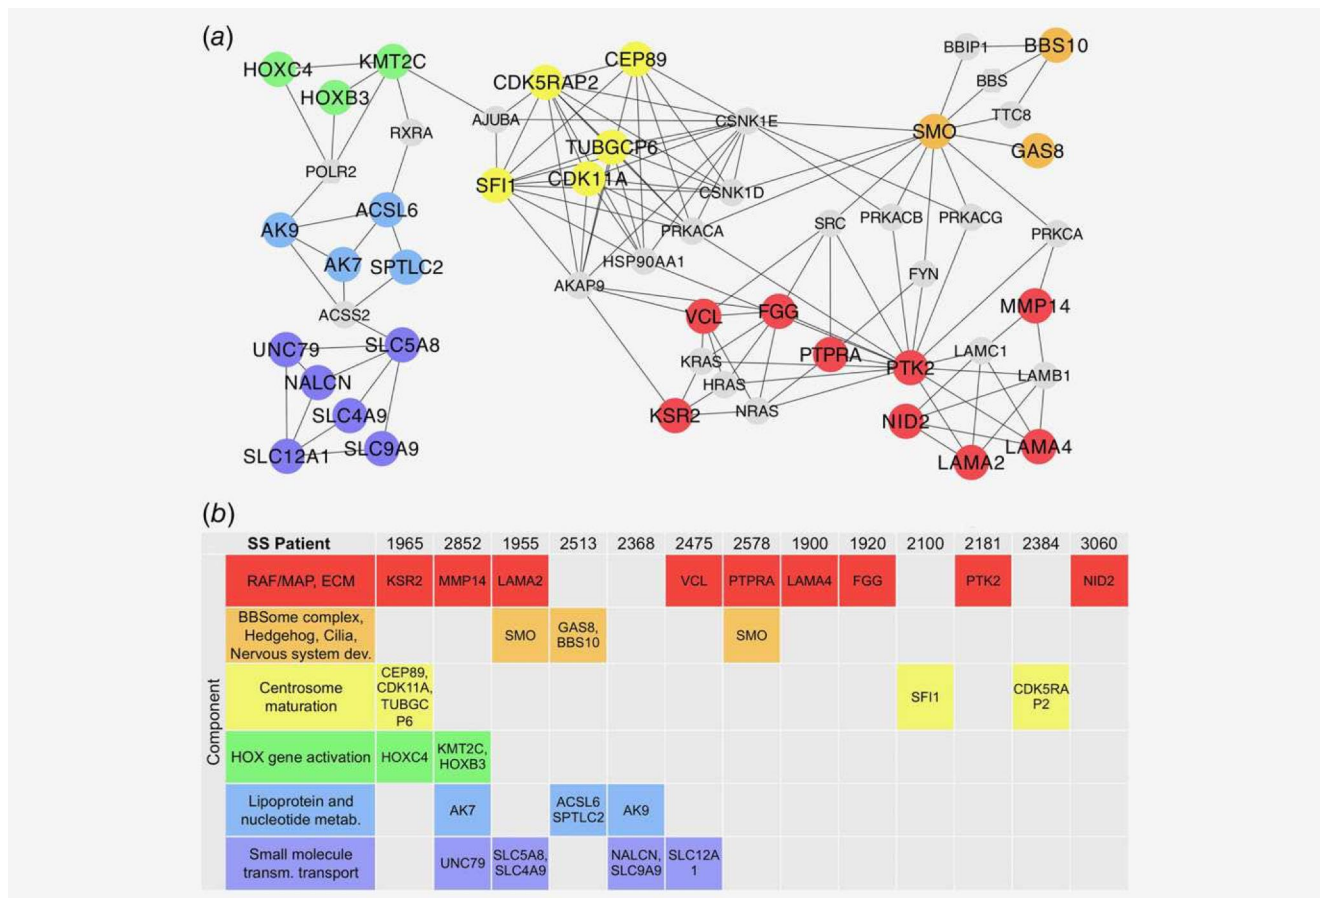 (a)
BBIP1
BBS10
HOXC4
KMT2C
CEP89
CDK5RAP2
BBS
HOXB3
AJUBA
CSNK1E
TTC8
RXRA
SMO
TUBGCP6
GAS8
POLR2
SFI1
CDK11A
CSNK1D
ACSL6
AK9
PRKACA
SRC
PRKACB
PRKACG
PRKCA
AK7
SPTLC2
HSP90AA1
FYN
AKAP9
ACSS2
VCL
FGG
MMP14
UNC79
SLC5A8
KRAS
PTPRA
PTK2
LAMC1
NALCN
HRAS
LAMB1
SLC4A9
KSR2
NRAS
NID2
SLC12A1
SLC9A9
LAMA2
LAMA4
(b)
SS Patient 1965 2852 1955 2513 2368 2475 2578 1900 1920 2100 2181 2384 3060
Component
RAF/MAP, ECM KSR2 MMP14 LAMA2 VCL PTPRA LAMA4 FGG PTK2 NID2
BBSome complex,
Hedgehog, Cilia,
Nervous system dev.
SMO
GAS8,
BBS10
SMO
Centrosome
maturation
CEP89,
CDK11A,
TUBGC
P6
SFI1
CDK5RA
P2
HOX gene activation
HOXC4
KMT2C,
HOXB3
Lipoprotein and
nucleotide metab.
AK7
ACSL6
SPTLC2
AK9
Small molecule
transm. transport
UNC79
SLC5A8,
SLC4A9
NALCN,
SLC9A9
SLC12A
1